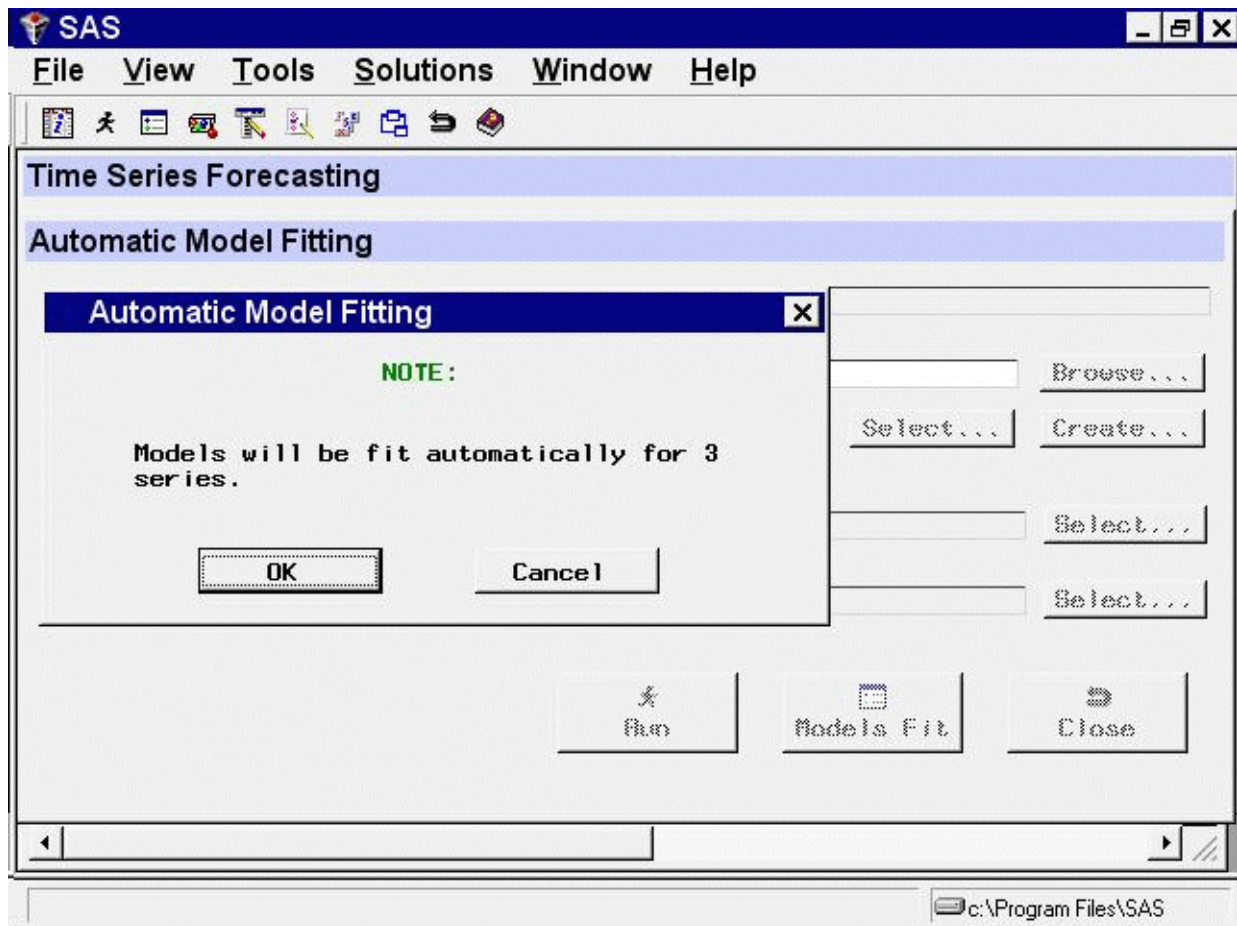 SAS
File View Tools Solutions Window Help
Time Series Forecasting
Automatic Model Fitting
Automatic Model Fitting
NOTE:
Models will be fit automatically for 3
series.
OK Cancel
Browse...
Select... Create...
Select...
Select...
Run Models Fit Close
c:\Program Files\SAS